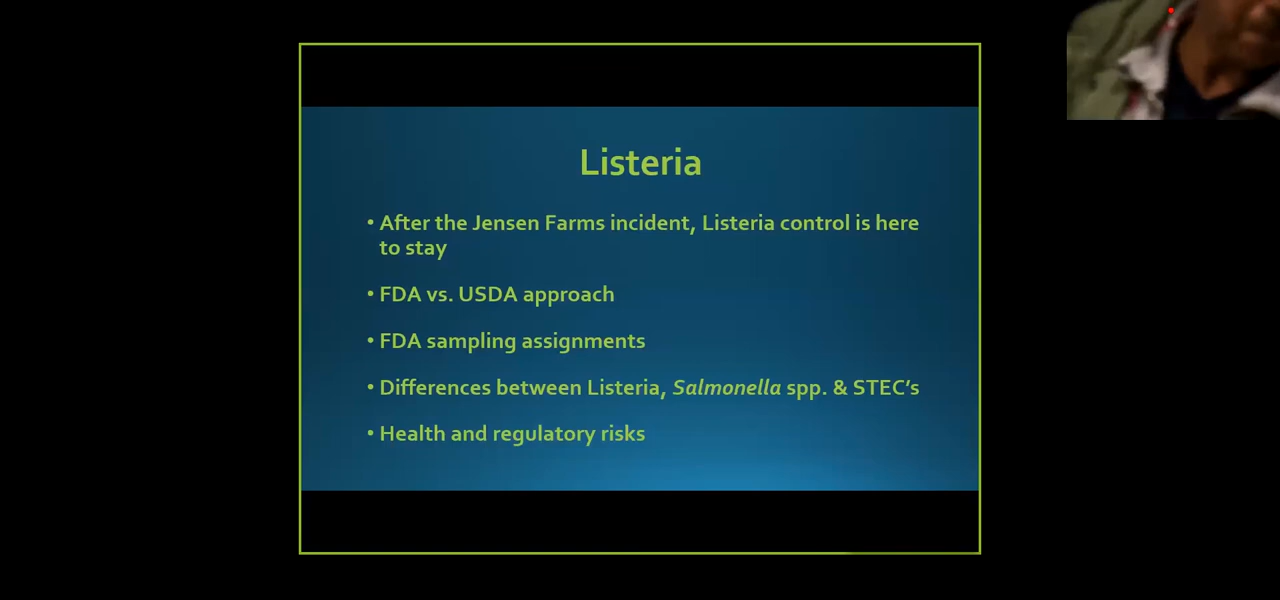 Listeria
• After the Jensen Farms incident, Listeria control is here
to stay
• FDA vs. USDA approach
• FDA sampling assignments
• Differences between Listeria, Salmonella spp. & STEC’s
• Health and regulatory risks